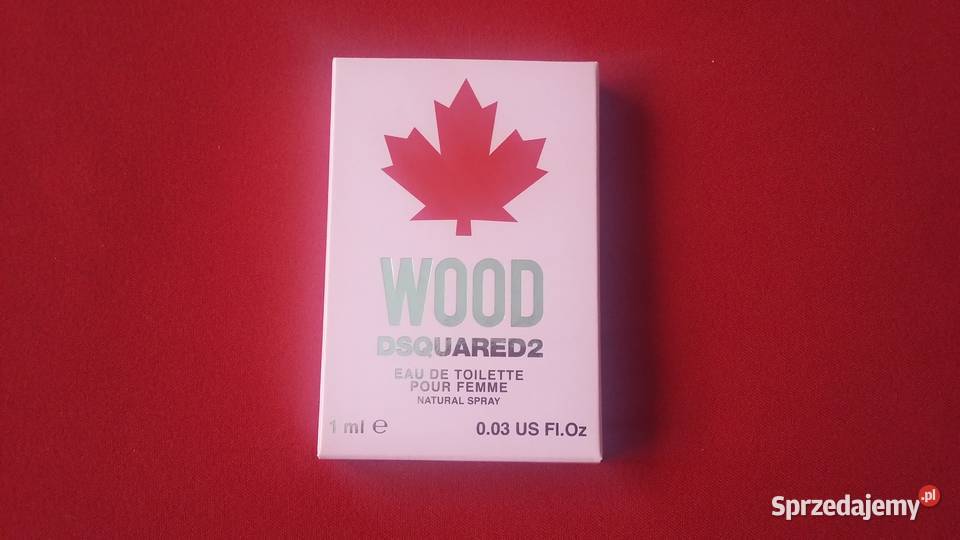 WOOD
DSQUARED2
EAU DE TOILETTE
POUR FEMME
NATURAL SPRAY
1 ml ℮ 0.03 US Fl.Oz
Sprzedajemy.pl